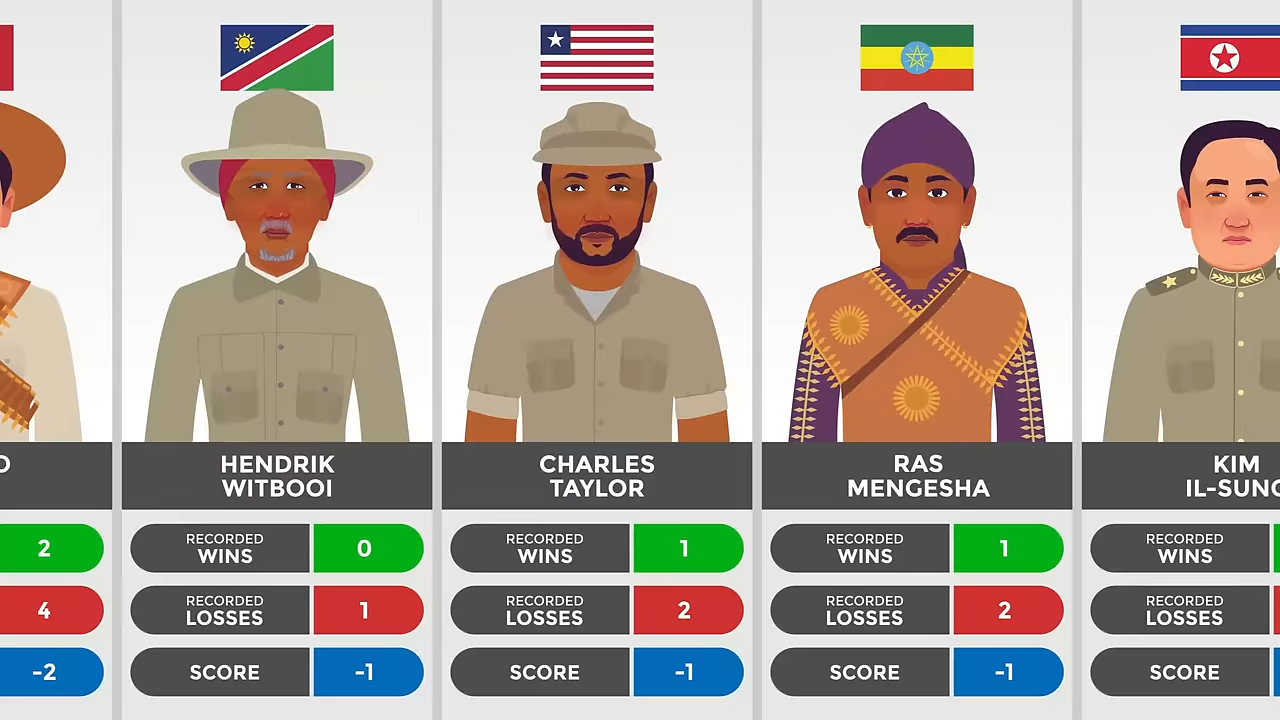 O
2
4
-2
HENDRIK
WITBOOI
RECORDED
WINS
0
RECORDED
LOSSES
1
SCORE
-1
CHARLES
TAYLOR
RECORDED
WINS
1
RECORDED
LOSSES
2
SCORE
-1
RAS
MENGESHA
RECORDED
WINS
1
RECORDED
LOSSES
2
SCORE
-1
KIM
IL-SUNG
RECORDED
WINS
RECORDED
LOSSES
SCORE